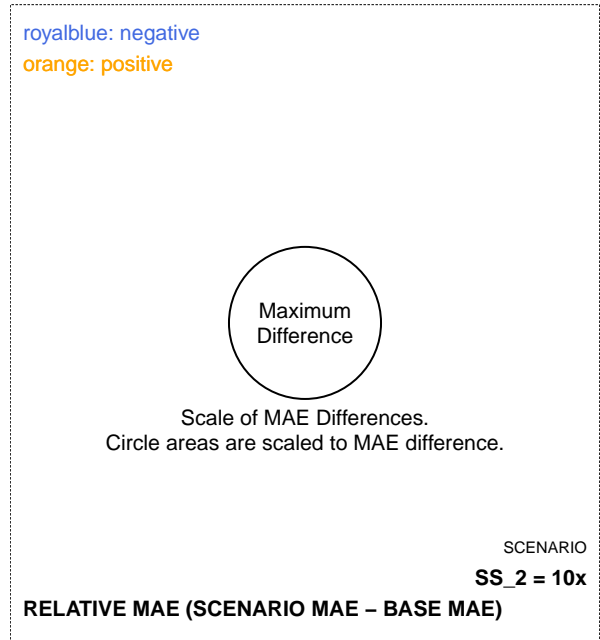 royalblue: negative
orange: positive
Maximum
Difference
Scale of MAE Differences.
Circle areas are scaled to MAE difference.
SCENARIO
SS_2 = 10x
RELATIVE MAE (SCENARIO MAE – BASE MAE)